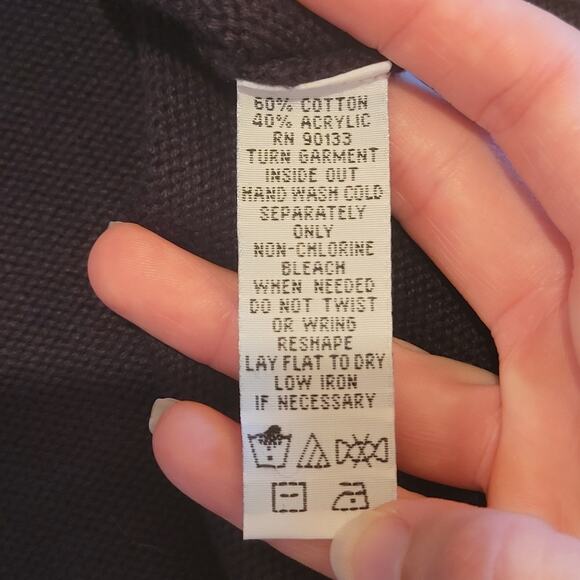 60% COTTON
40% ACRYLIC
RN 90133
TURN GARMENT
INSIDE OUT
HAND WASH COLD
SEPARATELY
ONLY
NON-CHLORINE
BLEACH
WHEN NEEDED
DO NOT TWIST
OR WRING
RESHAPE
LAY FLAT TO DRY
LOW IRON
IF NECESSARY